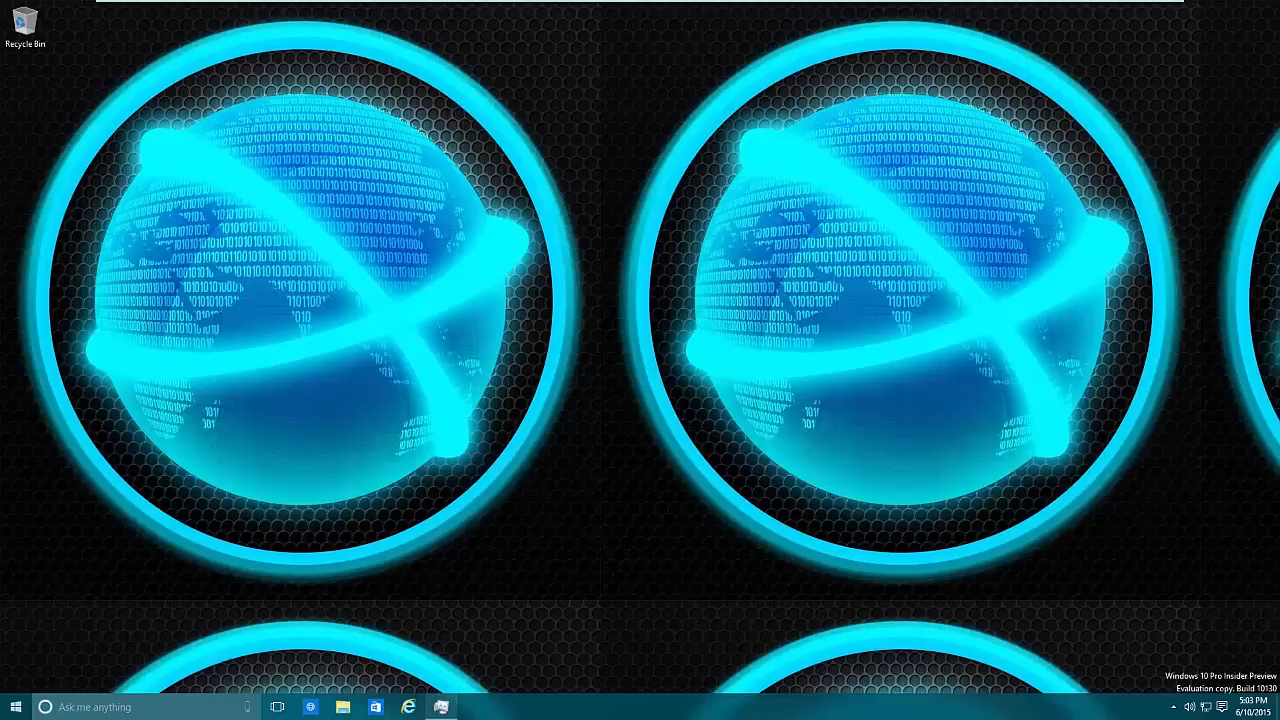 Recycle Bin
Windows 10 Pro Insider Preview
Evaluation copy. Build 10130
Ask me anything
5:03 PM
6/10/2015